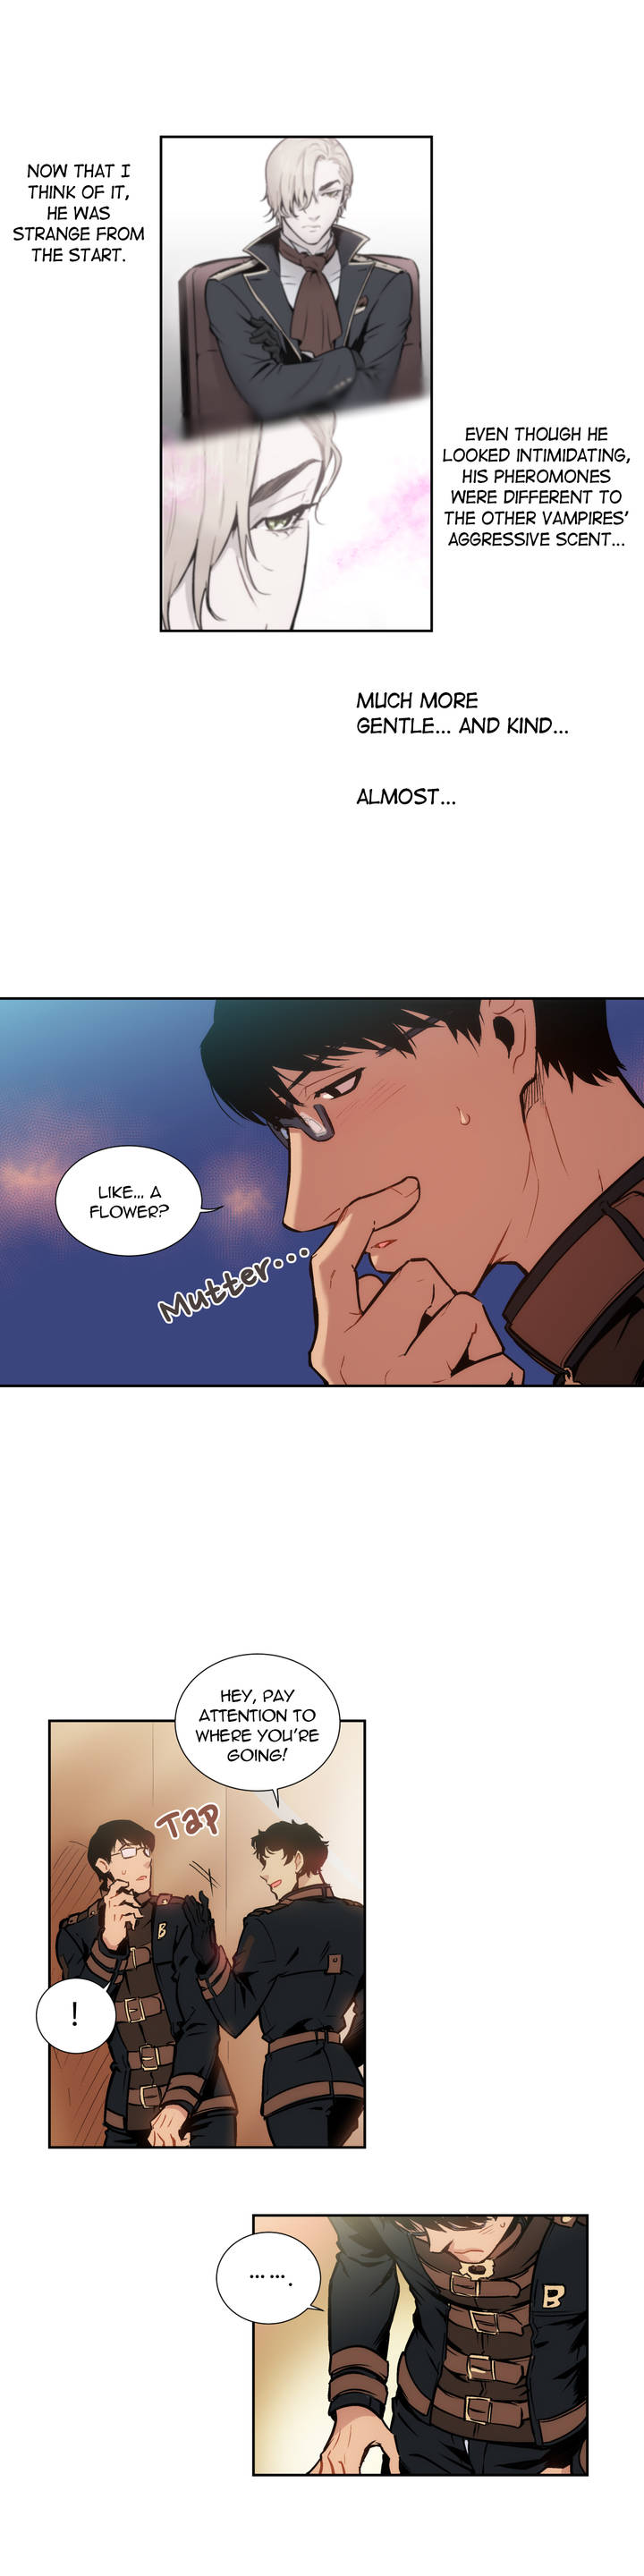 NOW THAT I
THINK OF IT,
HE WAS
STRANGE FROM
THE START.
EVEN THOUGH HE
LOOKED INTIMIDATING,
HIS PHEROMONES
WERE DIFFERENT TO
THE OTHER VAMPIRES'
AGGRESSIVE SCENT...
MUCH MORE
GENTLE... AND KIND...
ALMOST...
LIKE... A
FLOWER?
Mutter...
HEY, PAY
ATTENTION TO
WHERE YOU'RE
GOING!
Tap
B
!
... ... .
B